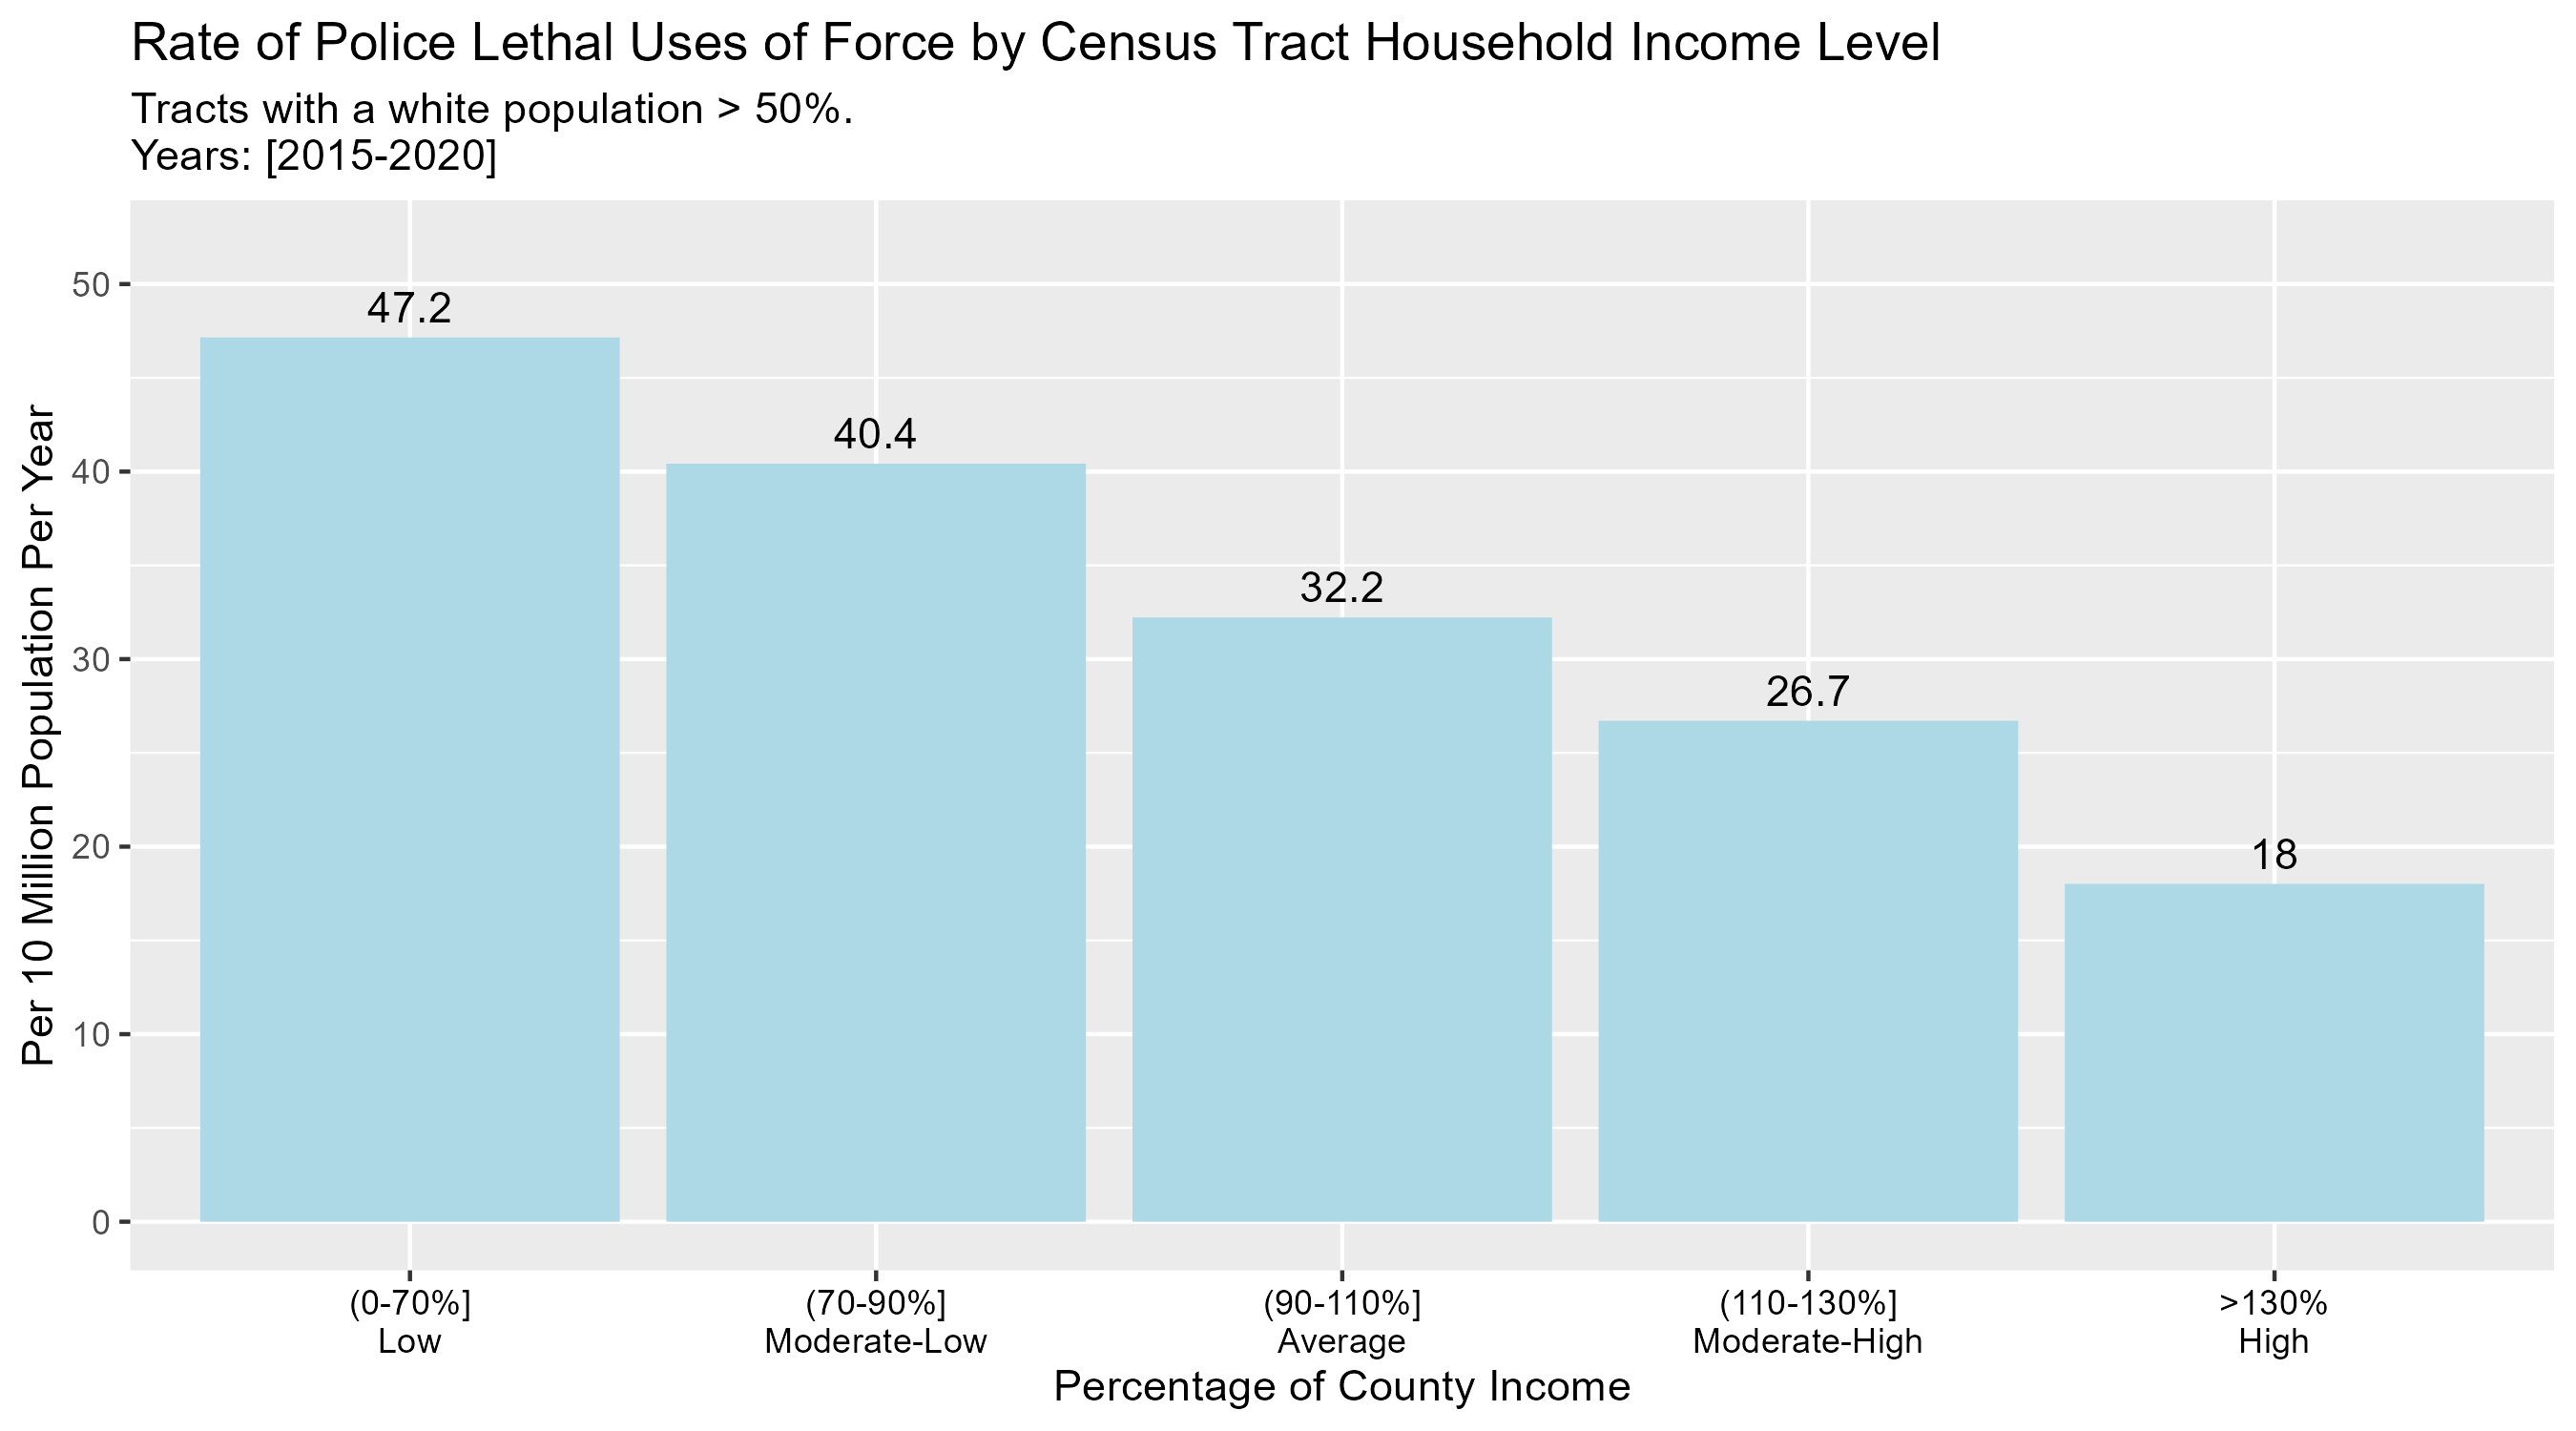 Rate of Police Lethal Uses of Force by Census Tract Household Income Level
Tracts with a white population > 50%.
Years: [2015-2020]
Per 10 Million Population Per Year
50
40
30
20
10
0
47.2
40.4
32.2
26.7
18
(0-70%]
Low
(70-90%]
Moderate-Low
(90-110%]
Average
(110-130%]
Moderate-High
>130%
High
Percentage of County Income